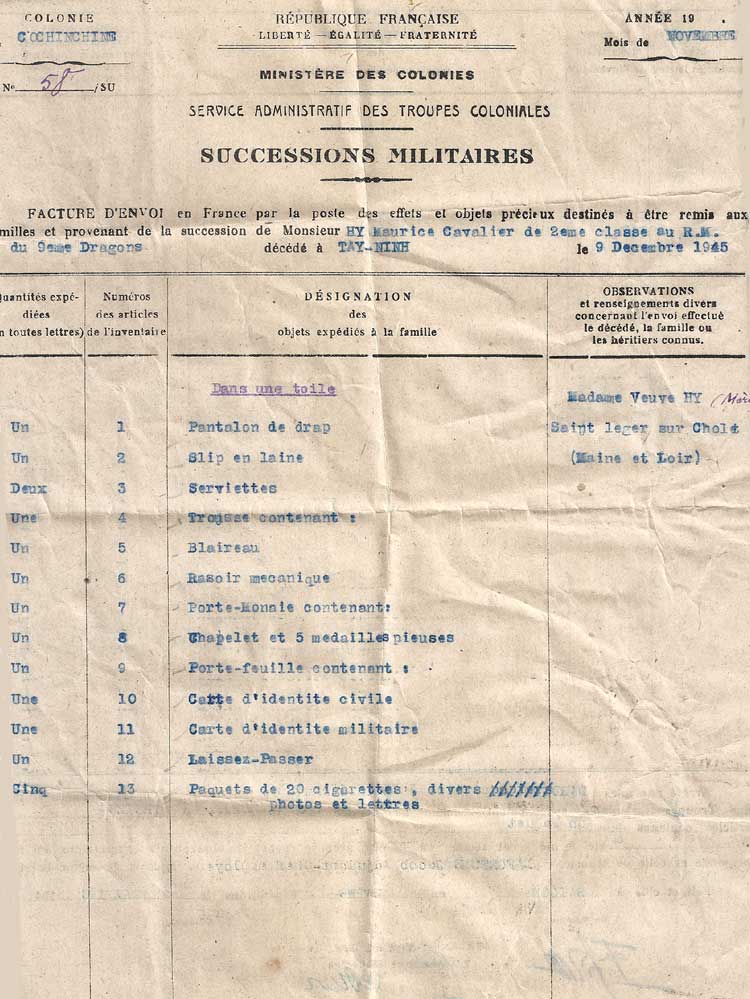 COLONIE
COCHINCHINE
Nº 58 /SU
RÉPUBLIQUE FRANÇAISE
LIBERTÉ — ÉGALITÉ — FRATERNITÉ
ANNÉE 19 .
Mois de NOVEMBRE
MINISTÈRE DES COLONIES
SERVICE ADMINISTRATIF DES TROUPES COLONIALES
SUCCESSIONS MILITAIRES
FACTURE D'ENVOI en France par la poste des effets et objets précieux destinés à être remis aux
milles et provenant de la succession de Monsieur HY Maurice Cavalier de 2eme classe au R.M.
du 9eme Dragons décédé à TAY-NINH le 9 Decembre 1945
Quantités expé-
diées
n toutes lettres)
Numéros
des articles
de l'inventaire
DÉSIGNATION
des
objets expédiés à la famille
OBSERVATIONS
et renseignements divers
concernant l'envoi effectué
le décédé, la famille ou
les héritiers connus.
Dans une toile
Madame Veuve HY (Mère
Un 1 Pantalon de drap Saint leger sur Cholet
Un 2 Slip en laine (Maine et Loir)
Deux 3 Serviettes
Une 4 Trousse contenant :
Un 5 Blaireau
Un 6 Rasoir mecanique
Un 7 Porte-Monaie contenant:
Un 8 Chapelet et 5 medailles pieuses
Un 9 Porte-feuille contenant :
Une 10 Carte d'identite civile
Une 11 Carte d'identite militaire
Un 12 Laissez-Passer
Cinq 13 Paquets de 20 cigarettes , divers
photos et lettres